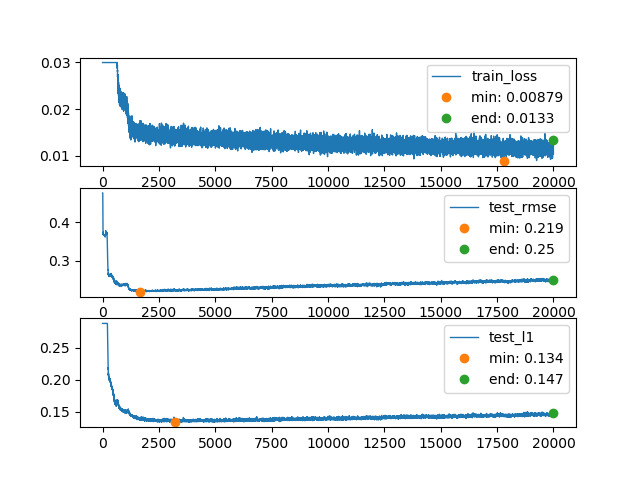 0.03
0.02
0.01
train_loss
min: 0.00879
end: 0.0133
0 2500 5000 7500 10000 12500 15000 17500 20000
0.4
0.3
test_rmse
min: 0.219
end: 0.25
0 2500 5000 7500 10000 12500 15000 17500 20000
0.25
0.20
0.15
test_l1
min: 0.134
end: 0.147
0 2500 5000 7500 10000 12500 15000 17500 20000